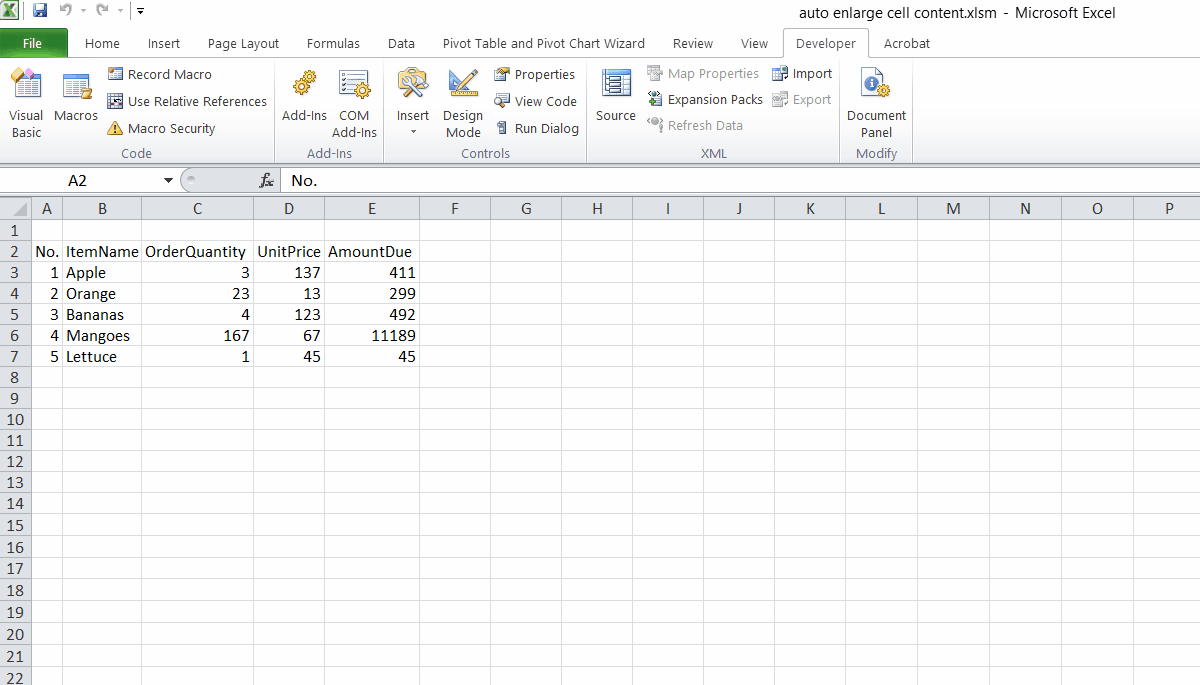 auto enlarge cell content.xlsm - Microsoft Excel
File Home Insert Page Layout Formulas Data Pivot Table and Pivot Chart Wizard Review View Developer Acrobat
Visual Basic
Macros
Record Macro
Use Relative References
Macro Security
Code
Add-Ins
COM Add-Ins
Add-Ins
Insert
Design Mode
Properties
View Code
Run Dialog
Controls
Source
Map Properties
Expansion Packs
Refresh Data
Import
Export
XML
Document Panel
Modify
A2 fx No.
A B C D E F G H I J K L M N O P
1
2 No. ItemName OrderQuantity UnitPrice AmountDue
3 1 Apple 3 137 411
4 2 Orange 23 13 299
5 3 Bananas 4 123 492
6 4 Mangoes 167 67 11189
7 5 Lettuce 1 45 45
8
9
10
11
12
13
14
15
16
17
18
19
20
21
22